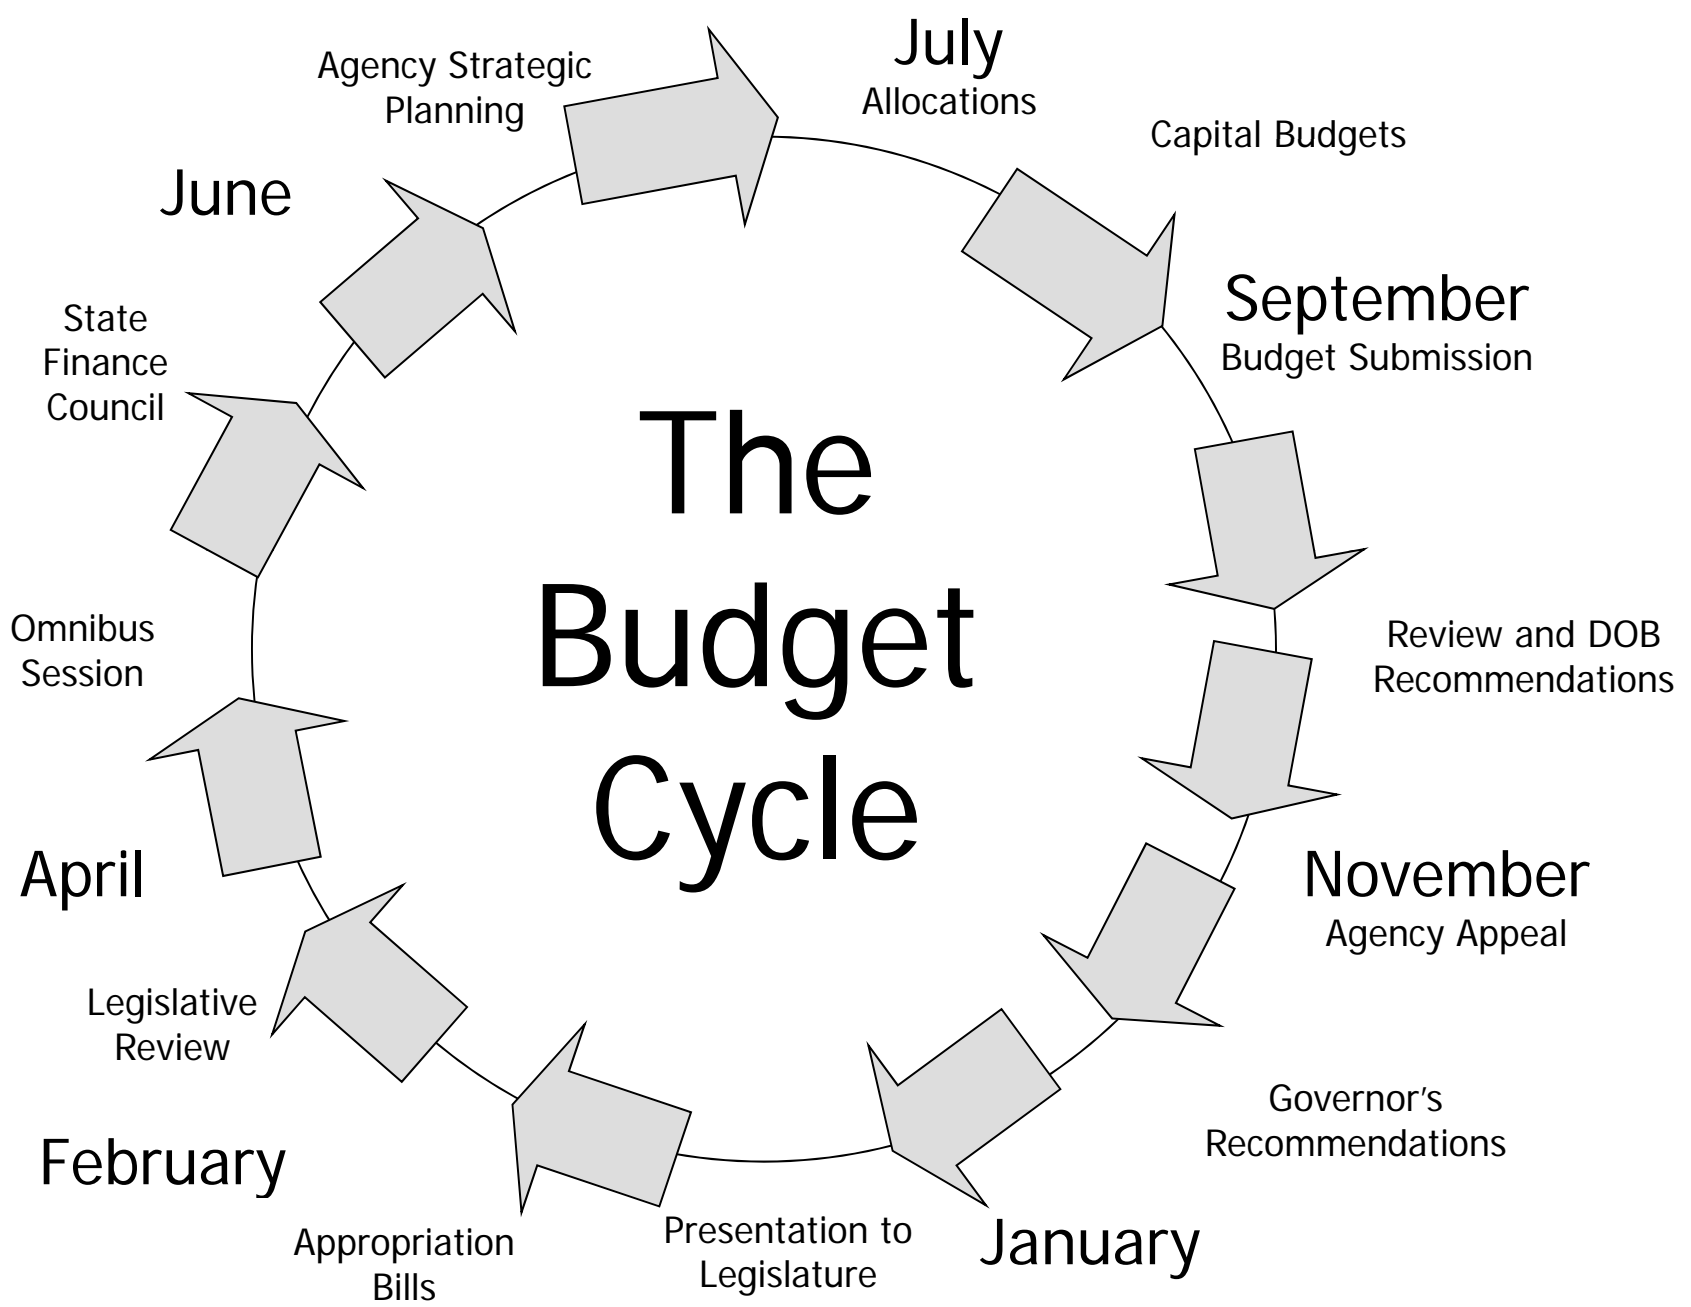 The
Budget
Cycle
July
Allocations
Capital Budgets
September
Budget Submission
Review and DOB
Recommendations
November
Agency Appeal
Governor's
Recommendations
January
Presentation to
Legislature
Appropriation
Bills
February
Legislative
Review
April
Omnibus
Session
State
Finance
Council
June
Agency Strategic
Planning